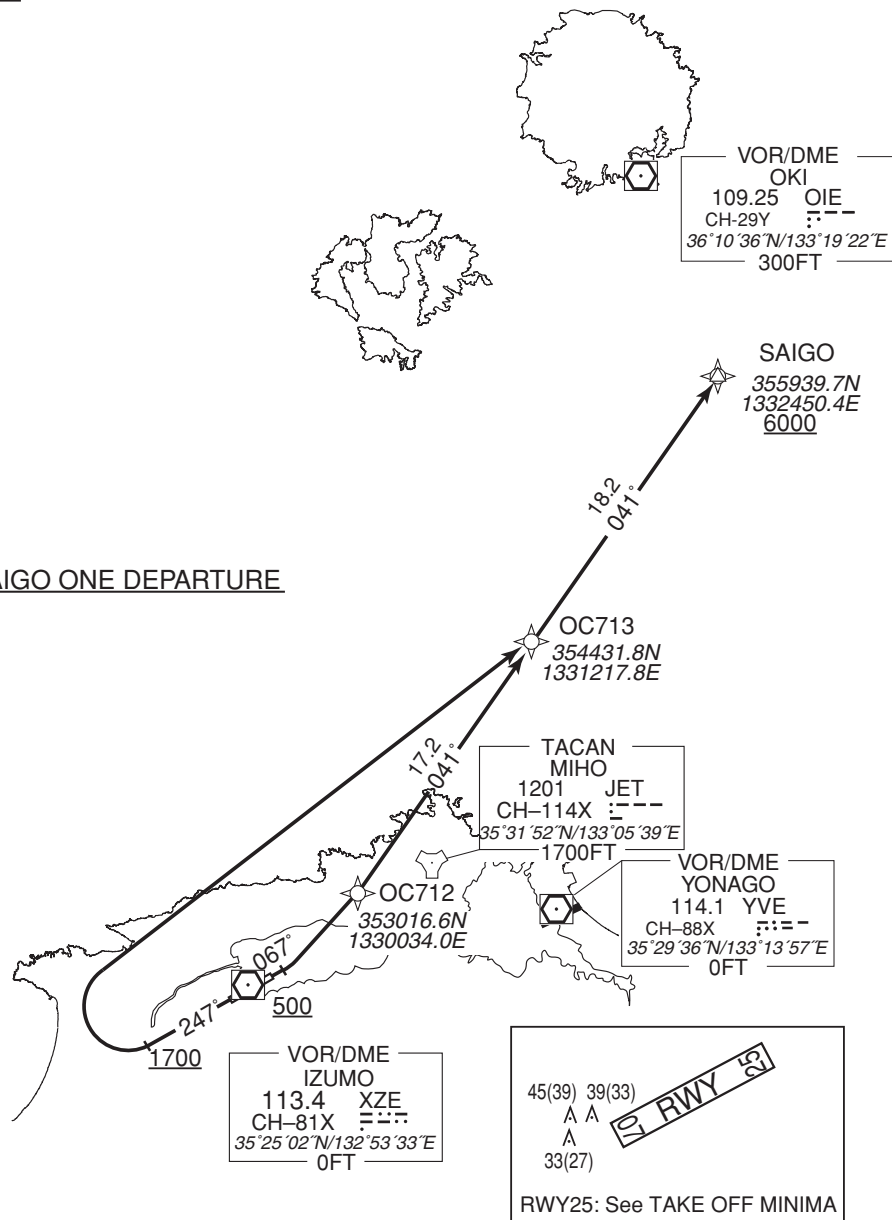 VOR/DME
OKI
109.25 OIE
CH-29Y
36°10´36˝N/133°19´22˝E
300FT
SAIGO
355939.7N
1332450.4E
6000
18.2
041°
AIGO ONE DEPARTURE
OC713
354431.8N
1331217.8E
17.2
041°
TACAN
MIHO
1201 JET
CH–114X
35°31´52˝N/133°05´39˝E
1700FT
VOR/DME
YONAGO
114.1 YVE
CH–88X
35°29´36˝N/133°13´57˝E
0FT
OC712
353016.6N
1330034.0E
067°
247°
500
1700
VOR/DME
IZUMO
113.4 XZE
CH–81X
35°25´02˝N/132°53´33˝E
0FT
45(39) 39(33)
33(27)
07 RWY 25
RWY25: See TAKE OFF MINIMA